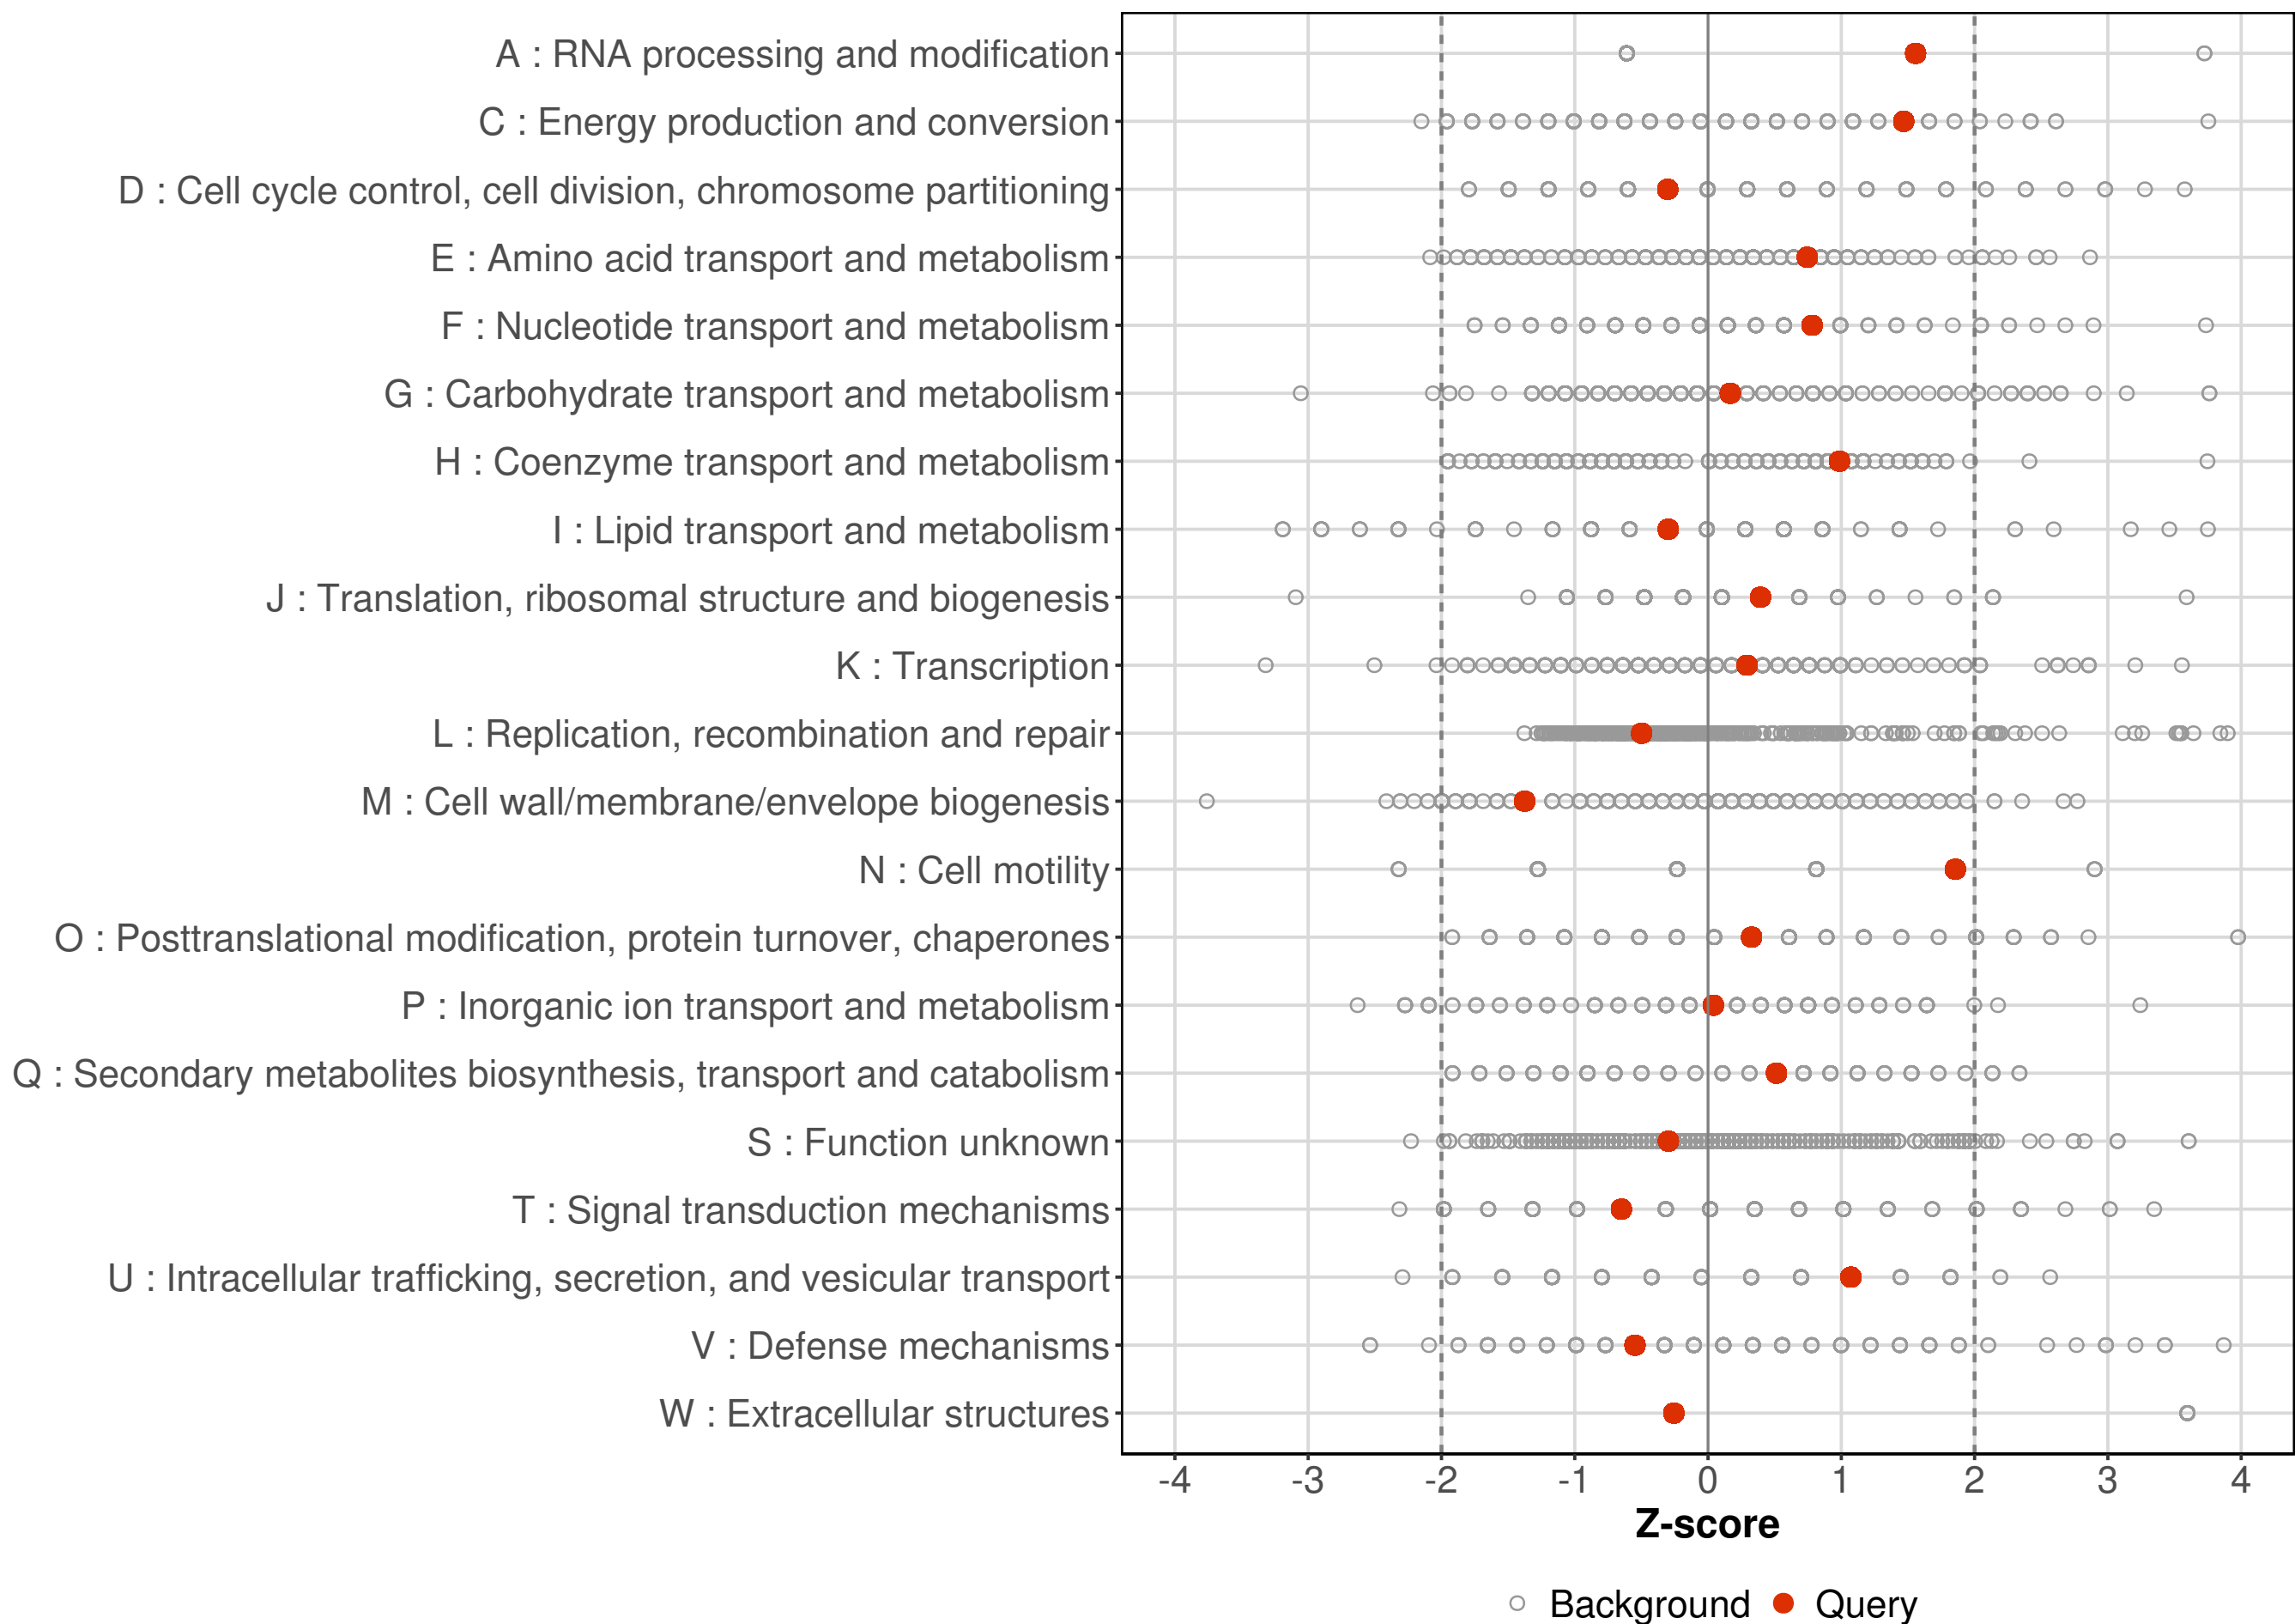 A : RNA processing and modification
C : Energy production and conversion
D : Cell cycle control, cell division, chromosome partitioning
E : Amino acid transport and metabolism
F : Nucleotide transport and metabolism
G : Carbohydrate transport and metabolism
H : Coenzyme transport and metabolism
I : Lipid transport and metabolism
J : Translation, ribosomal structure and biogenesis
K : Transcription
L : Replication, recombination and repair
M : Cell wall/membrane/envelope biogenesis
N : Cell motility
O : Posttranslational modification, protein turnover, chaperones
P : Inorganic ion transport and metabolism
Q : Secondary metabolites biosynthesis, transport and catabolism
S : Function unknown
T : Signal transduction mechanisms
U : Intracellular trafficking, secretion, and vesicular transport
V : Defense mechanisms
W : Extracellular structures
-4 -3 -2 -1 0 1 2 3 4
Z-score
Background Query